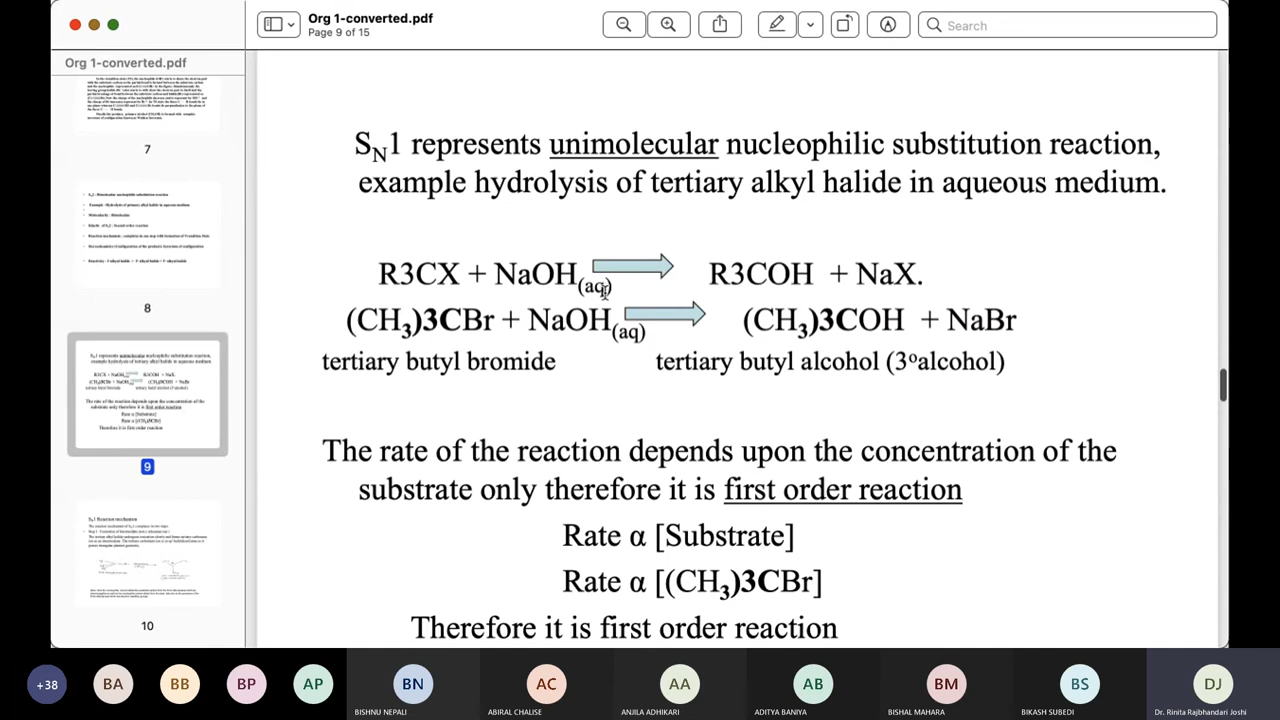 Org 1-converted.pdf
Page 9 of 15
Search
Org 1-converted.pdf
7
8
9
10
S_N1 represents unimolecular nucleophilic substitution reaction,
example hydrolysis of tertiary alkyl halide in aqueous medium.
R3CX + NaOH(aq) R3COH + NaX.
(CH₃)3CBr + NaOH(aq) (CH₃)3COH + NaBr
tertiary butyl bromide tertiary butyl alcohol (3ºalcohol)
The rate of the reaction depends upon the concentration of the
substrate only therefore it is first order reaction
Rate α [Substrate]
Rate α [(CH₃)3CBr]
Therefore it is first order reaction
+38 BA BB BP AP BN AC AA AB BM BS DJ
BISHNU NEPALI ABIRAL CHALISE ANJILA ADHIKARI ADITYA BANIYA BISHAL MAHARA BIKASH SUBEDI Dr. Rinita Rajbhandari Joshi